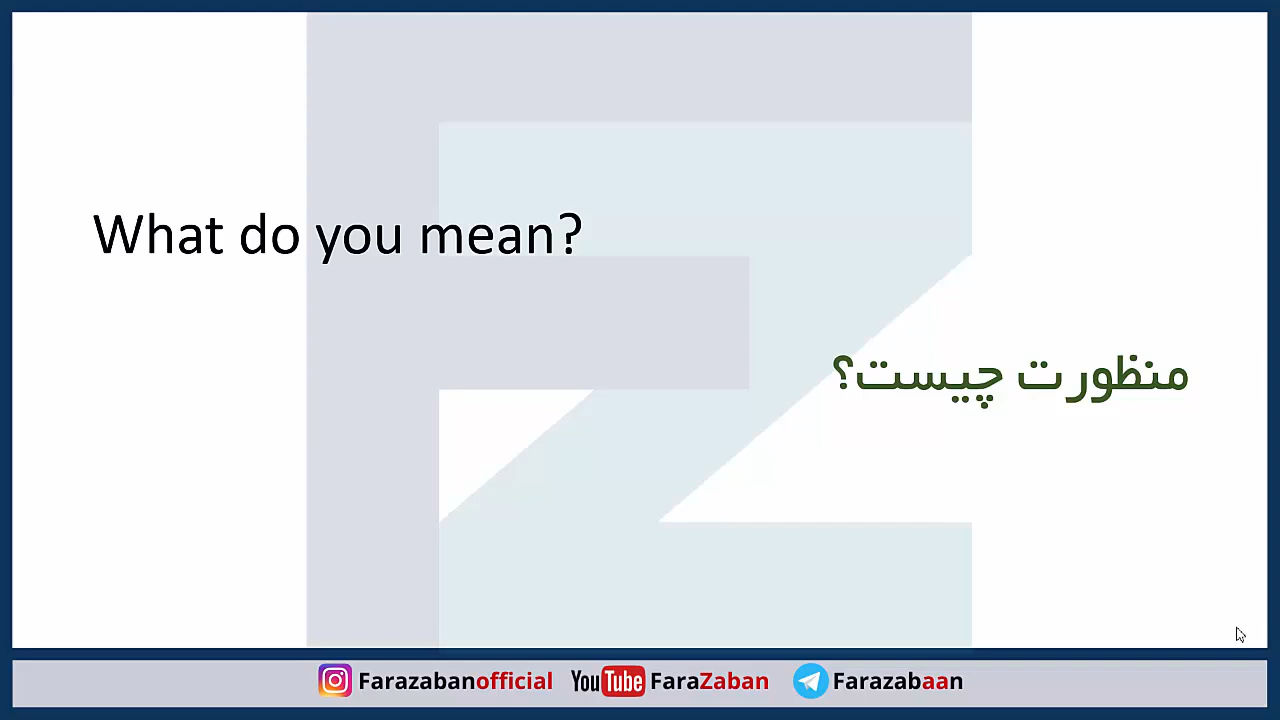 What do you mean?
منظورت چیست؟
Farazabanofficial YouTube FaraZaban Farazabaan